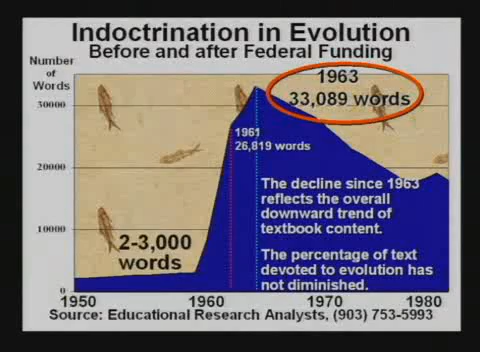 Indoctrination in Evolution
Before and after Federal Funding
Number
of
Words
30000
20000
10000
0
1963
33,089 words
1961
26,819 words
2-3,000
words
The decline since 1963
reflects the overall
downward trend of
textbook content.
The percentage of text
devoted to evolution has
not diminished.
1950
1960
1970
1980
Source: Educational Research Analysts, (903) 753-5993